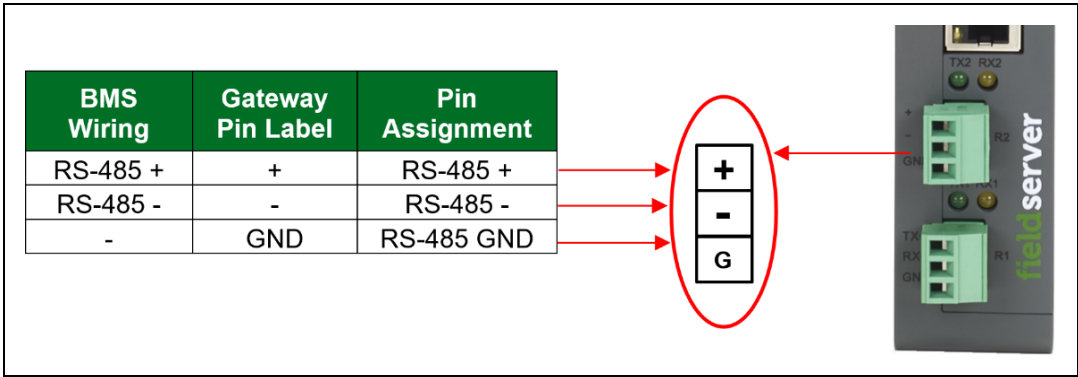 BMS Wiring
Gateway Pin Label
Pin Assignment
RS-485 +
+
RS-485 +
RS-485 -
-
RS-485 -
-
GND
RS-485 GND
+
-
G
TX2 RX2
+
-
GND
R2
TX
RX
GN
R1
fieldserver